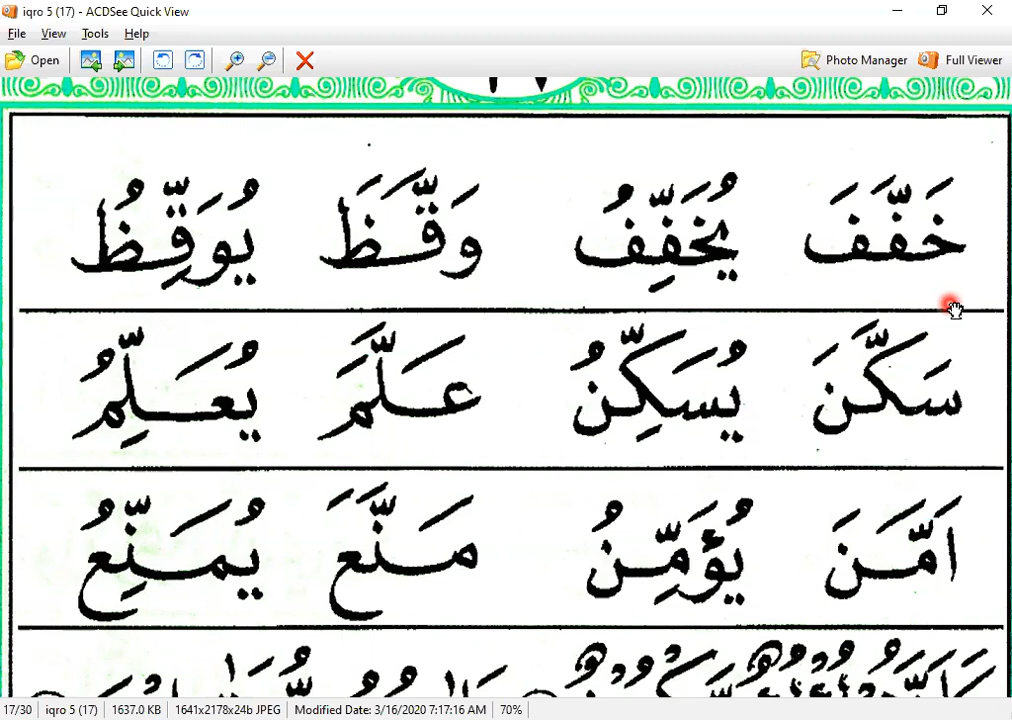 iqro 5 (17) - ACDSee Quick View
File View Tools Help
Open Photo Manager Full Viewer
خَفَّفَ يُخَفِّفُ وَقَّظَ يُوَقِّظُ
سَكَّنَ يُسَكِّنُ عَلَّمَ يُعَلِّمُ
اَمَّنَ يُؤَمِّنُ مَنَّعَ يُمَنِّعُ
17/30 iqro 5 (17) 1637.0 KB 1641x2178x24b JPEG Modified Date: 3/16/2020 7:17:16 AM 70%